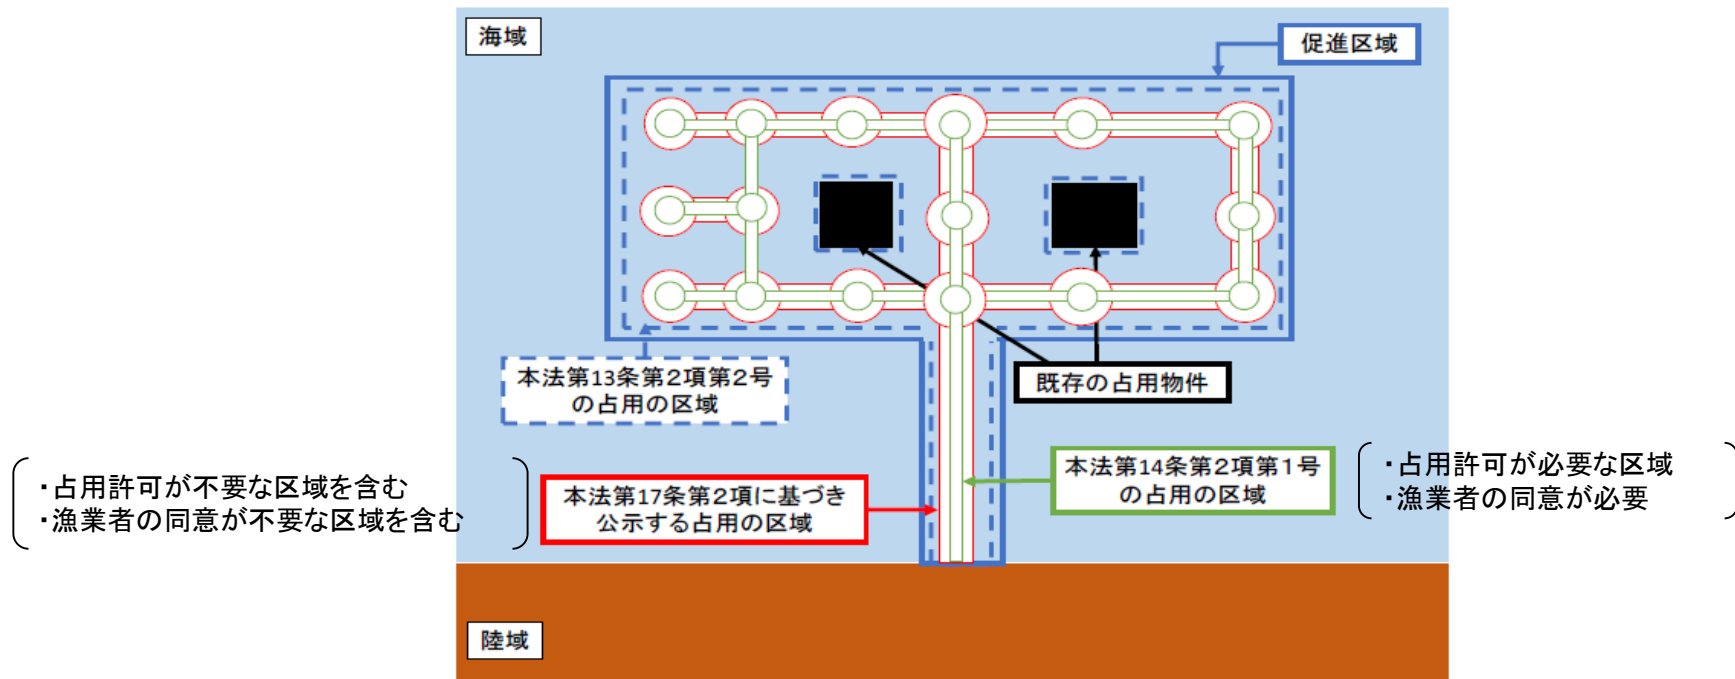 海域
促進区域
本法第13条第2項第2号
の占用の区域
既存の占用物件
・占用許可が不要な区域を含む
・漁業者の同意が不要な区域を含む
本法第17条第2項に基づき
公示する占用の区域
本法第14条第2項第1号
の占用の区域
・占用許可が必要な区域
・漁業者の同意が必要
陸域